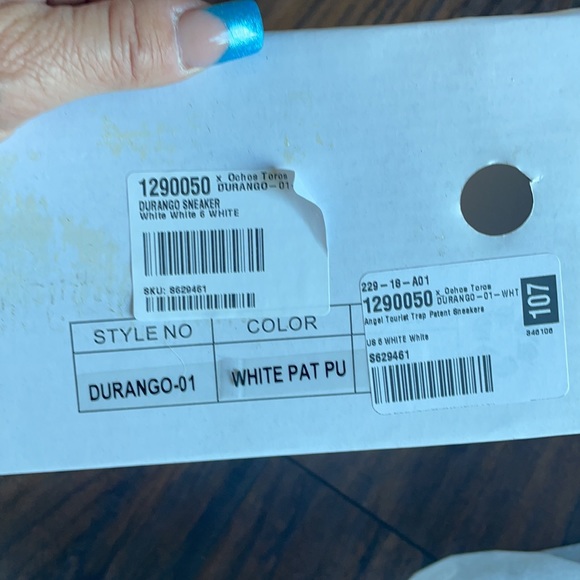 1290050 x Ochos Toros
DURANGO-01
DURANGO SNEAKER
White White 6 WHITE
SKU: S629461
229-18-A01
1290050 x Ochos Toros
DURANGO-01-WHT
Angel Tourist Trap Patent Sneakers
US 6 WHITE White
S629461
107
346106
STYLE NO COLOR
DURANGO-01 WHITE PAT PU